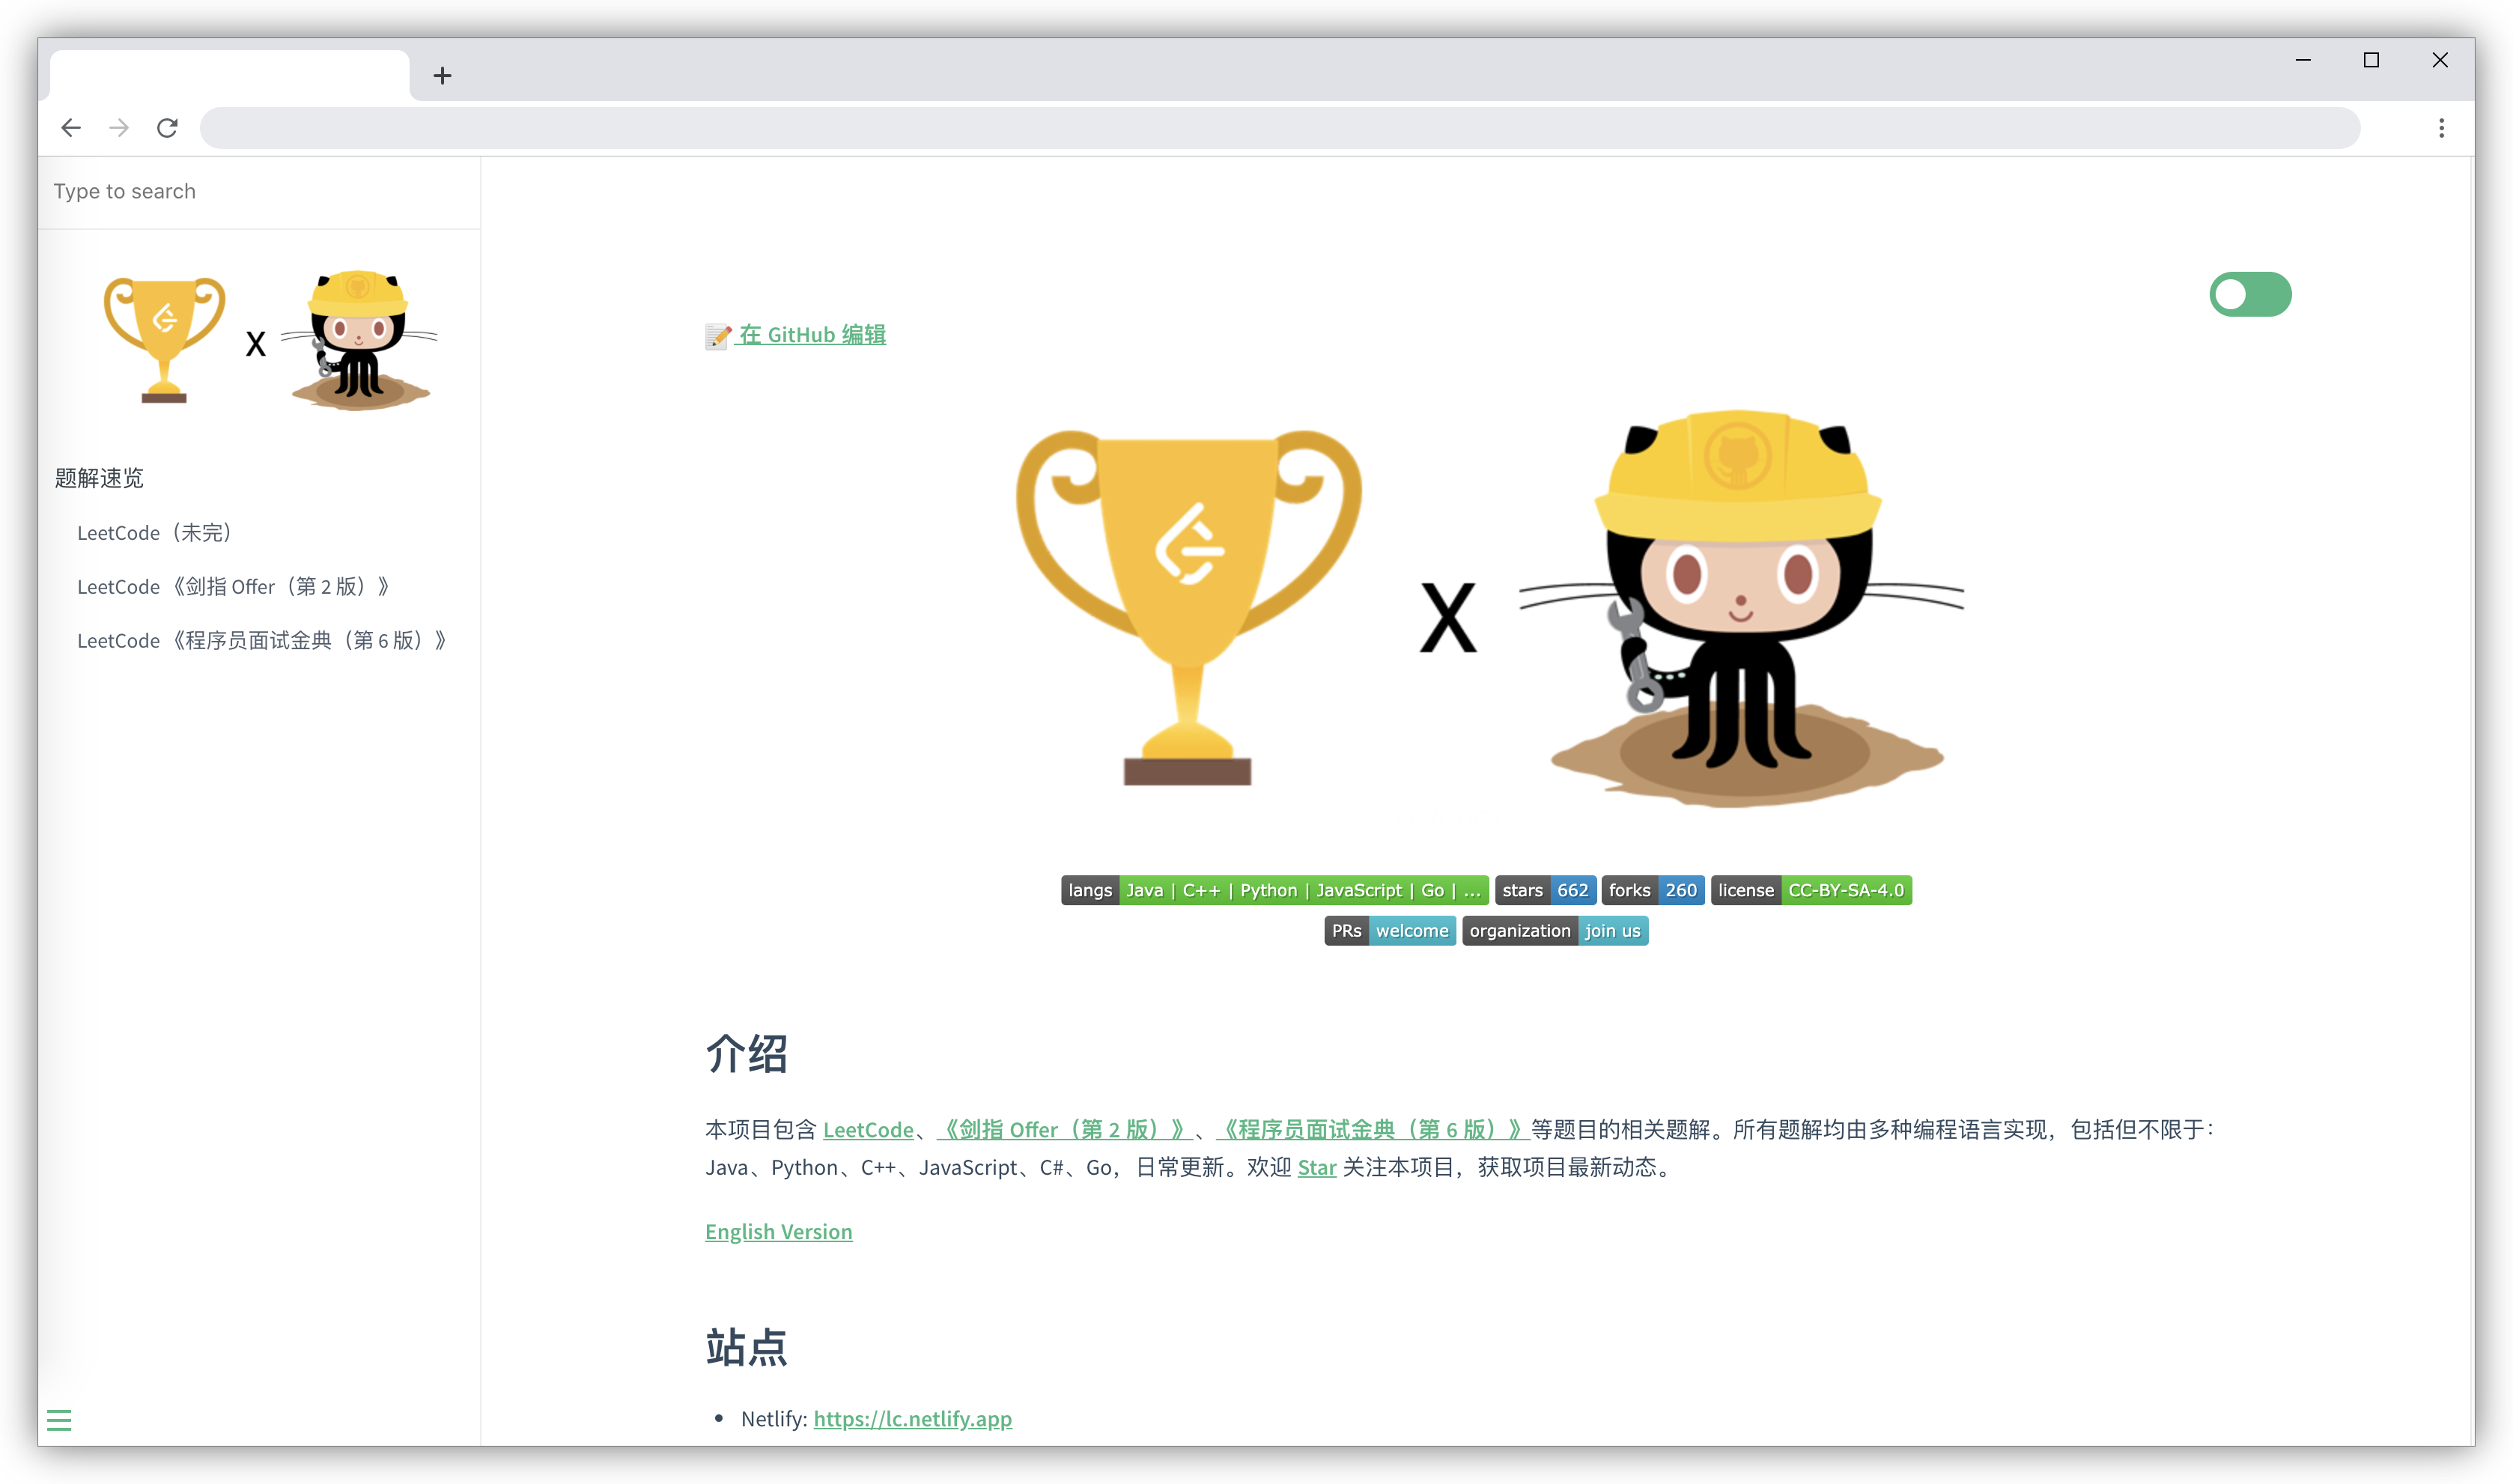 Type to search
X
题解速览
LeetCode（未完）
LeetCode 《剑指 Offer（第 2 版）》
LeetCode 《程序员面试金典（第 6 版）》
在 GitHub 编辑
X
langs Java | C++ | Python | JavaScript | Go | ... stars 662 forks 260 license CC-BY-SA-4.0
PRs welcome organization join us
介绍
本项目包含 LeetCode、《剑指 Offer（第 2 版）》、《程序员面试金典（第 6 版）》等题目的相关题解。所有题解均由多种编程语言实现，包括但不限于：
Java、Python、C++、JavaScript、C#、Go，日常更新。欢迎 Star 关注本项目，获取项目最新动态。
English Version
站点
• Netlify: https://lc.netlify.app